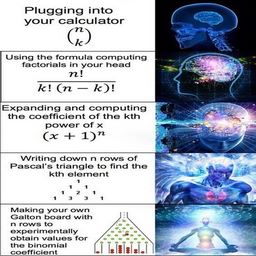 Plugging into
your calculator
(n k)
Using the formula computing
factorials in your head
n!
k! (n − k)!
Expanding and computing
the coefficient of the kth
power of x
(x + 1)^n
Writing down n rows of
Pascal's triangle to find the
kth element
1
1 1
1 2 1
1 3 3 1
Making your own
Galton board with
n rows to
experimentally
obtain values for
the binomial
coefficient